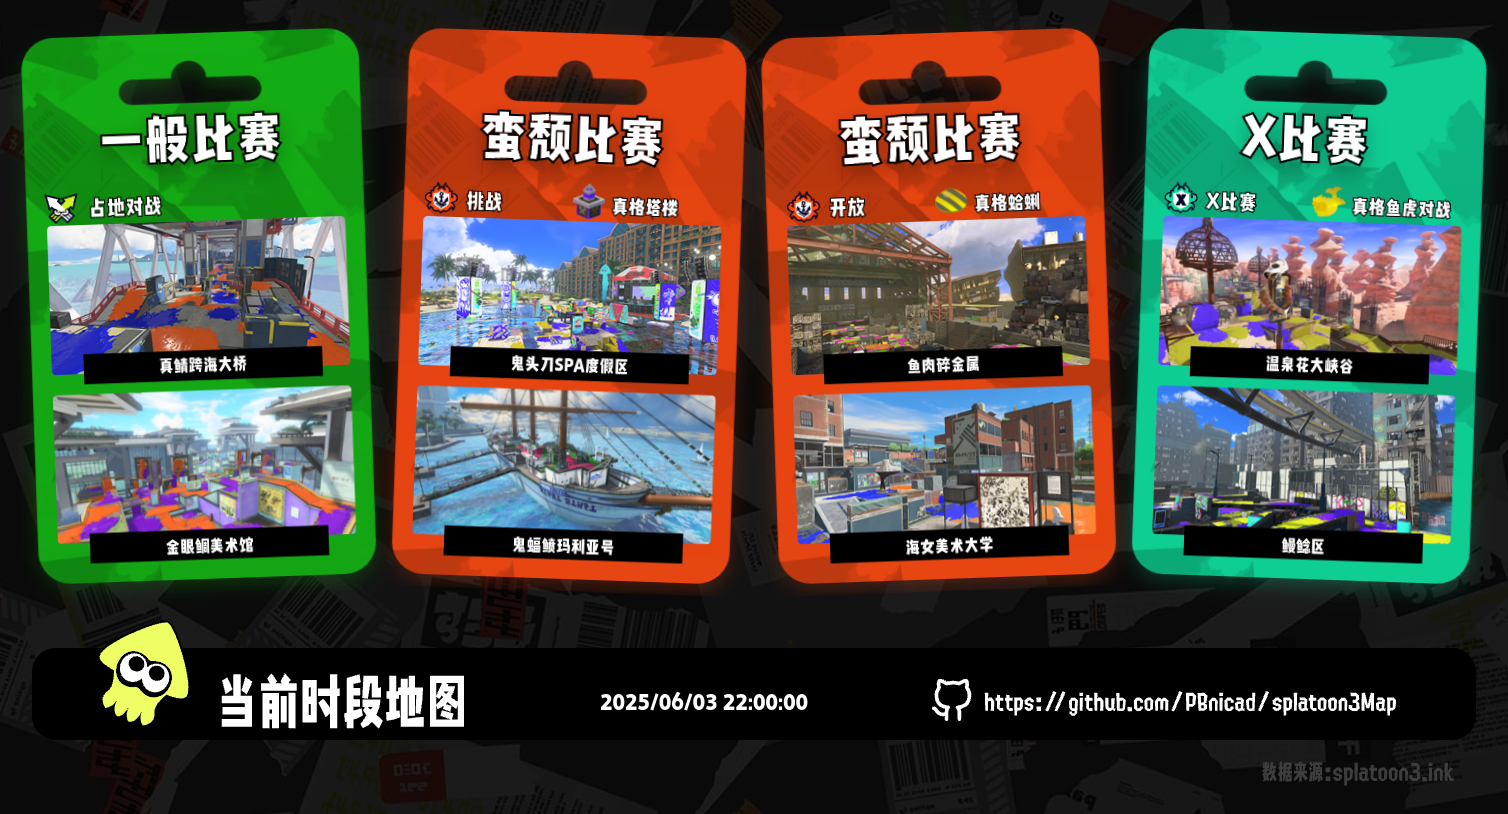 一般比赛
占地对战
真鲭跨海大桥
金眼鲷美术馆
蛮颓比赛
挑战
真格塔楼
鬼头刀SPA度假区
鬼蝠鲼玛利亚号
蛮颓比赛
开放
真格蛤蜊
鱼肉碎金属
海女美术大学
X比赛
X比赛
真格鱼虎对战
温泉花大峡谷
鳗鲶区
当前时段地图
2025/06/03 22:00:00
https://github.com/PBnicad/splatoon3Map
数据来源:splatoon3.ink